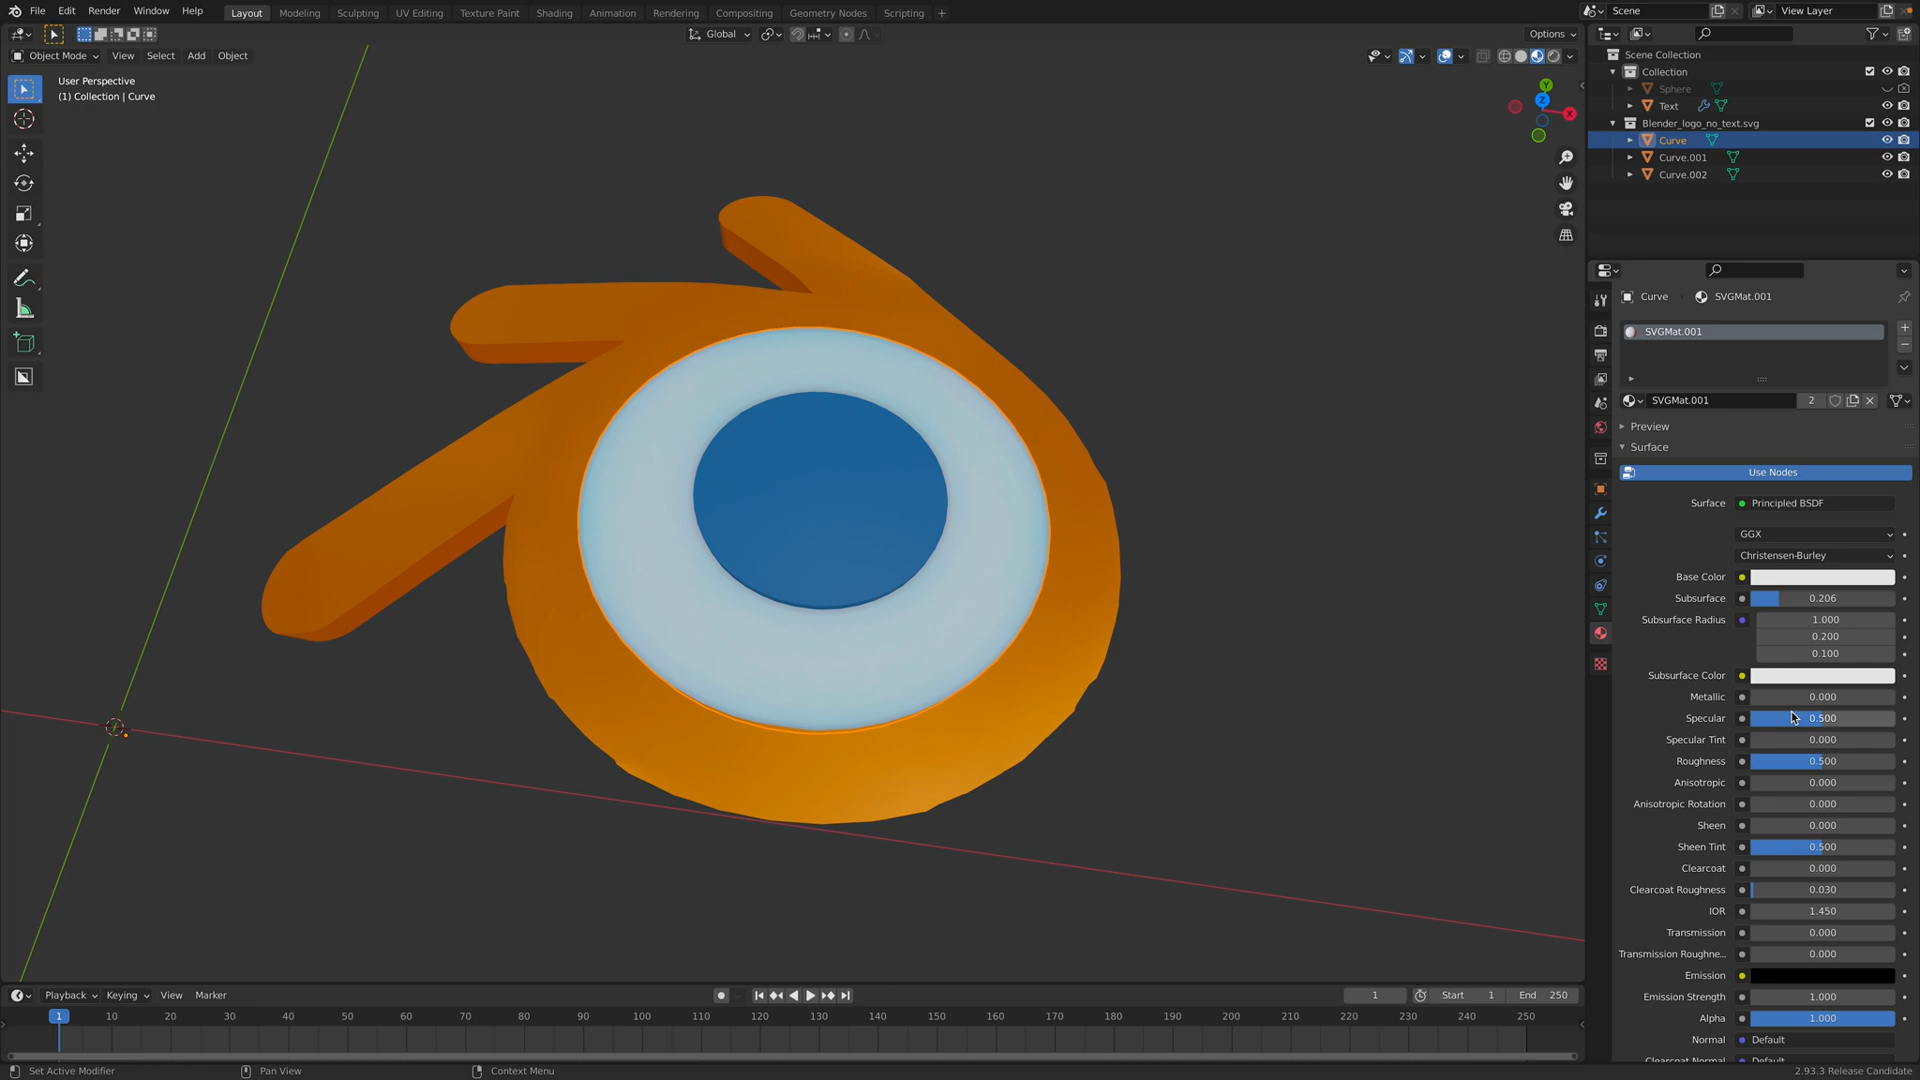 File Edit Render Window Help Layout Modeling Sculpting UV Editing Texture Paint Shading Animation Rendering Compositing Geometry Nodes Scripting + Scene View Layer
Global Options
Object Mode View Select Add Object
User Perspective
(1) Collection | Curve
Y
Z
X
Scene Collection
Collection
Sphere
Text
Blender_logo_no_text.svg
Curve
Curve.001
Curve.002
Curve SVGMat.001
SVGMat.001
SVGMat.001 2
Preview
Surface
Use Nodes
Surface Principled BSDF
GGX
Christensen-Burley
Base Color
Subsurface 0.206
Subsurface Radius 1.000
0.200
0.100
Subsurface Color
Metallic 0.000
Specular 0.500
Specular Tint 0.000
Roughness 0.500
Anisotropic 0.000
Anisotropic Rotation 0.000
Sheen 0.000
Sheen Tint 0.500
Clearcoat 0.000
Clearcoat Roughness 0.030
IOR 1.450
Transmission 0.000
Transmission Roughne... 0.000
Emission
Emission Strength 1.000
Alpha 1.000
Normal Default
Clearcoat Normal Default
Playback Keying View Marker 1 Start 1 End 250
1 10 20 30 40 50 60 70 80 90 100 110 120 130 140 150 160 170 180 190 200 210 220 230 240 250
Set Active Modifier Pan View Context Menu 2.93.3 Release Candidate